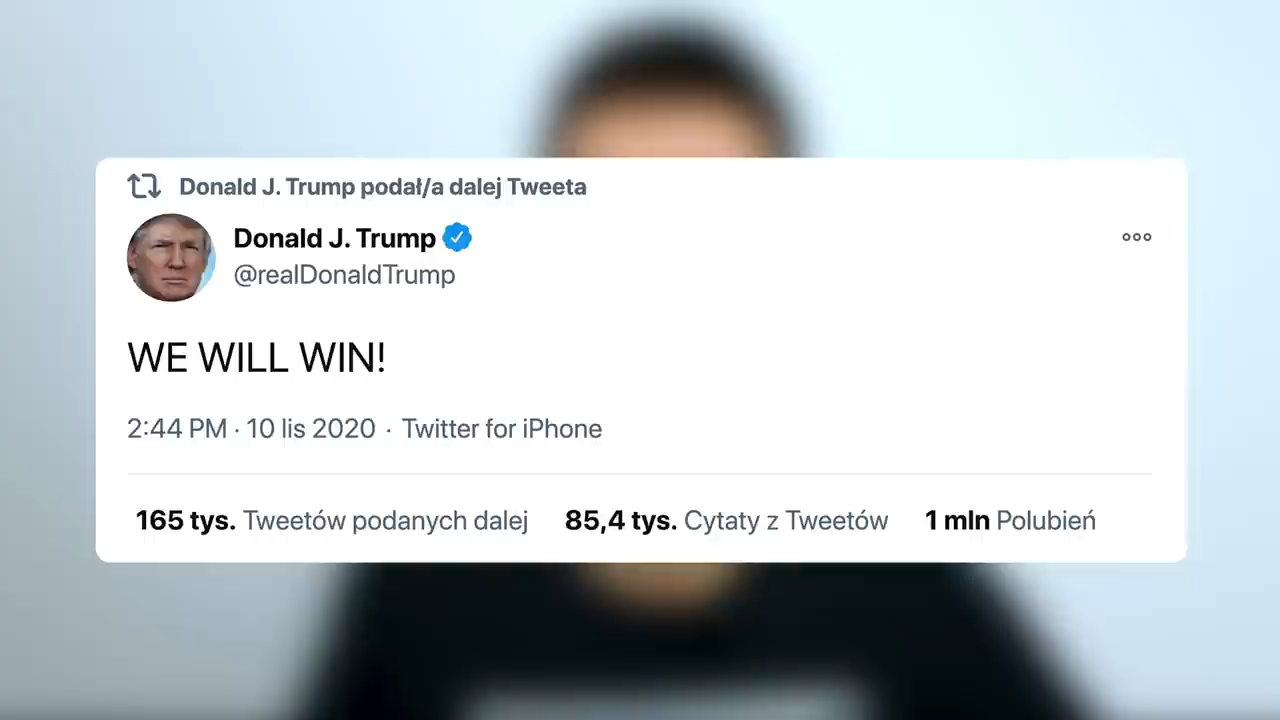 Donald J. Trump podał/a dalej Tweeta
Donald J. Trump
@realDonaldTrump
WE WILL WIN!
2:44 PM · 10 lis 2020 · Twitter for iPhone
165 tys. Tweetów podanych dalej 85,4 tys. Cytaty z Tweetów 1 mln Polubień